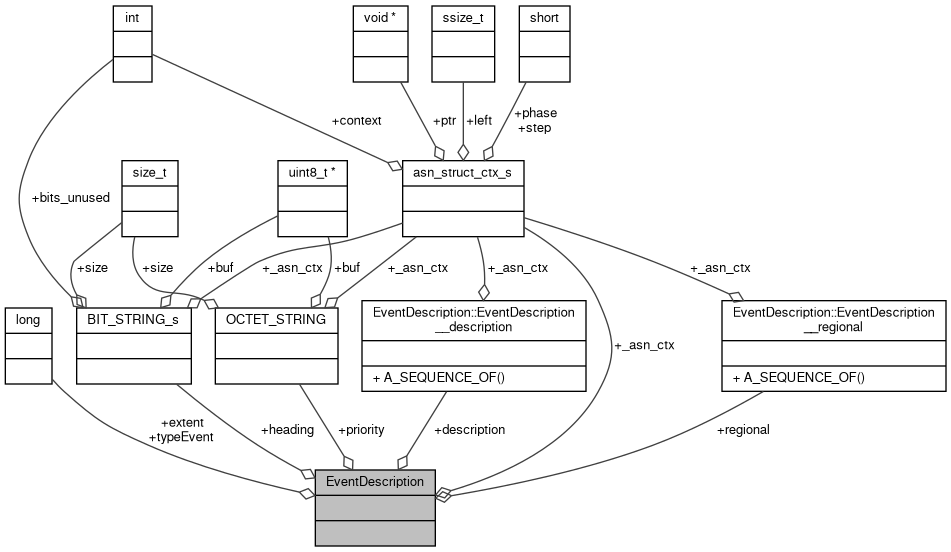 int
void *
ssize_t
short
+context
+ptr
+left
+phase
+step
+bits_unused
size_t
uint8_t *
asn_struct_ctx_s
+size
+size
+buf
+_asn_ctx
+buf
+_asn_ctx
+_asn_ctx
+_asn_ctx
long
BIT_STRING_s
OCTET_STRING
EventDescription::EventDescription
__description
+ A_SEQUENCE_OF()
+_asn_ctx
EventDescription::EventDescription
__regional
+ A_SEQUENCE_OF()
+extent
+typeEvent
+heading
+priority
+description
+regional
EventDescription